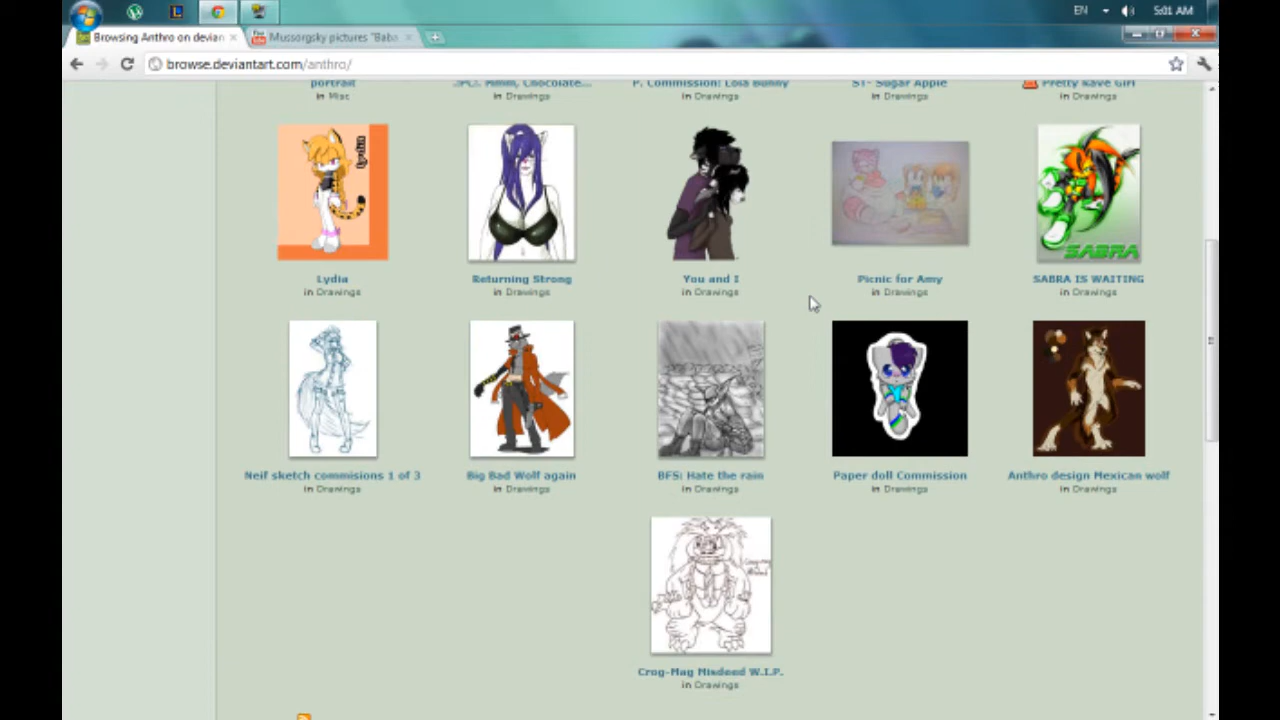 EN
5:01 AM
Browsing Anthro on devian
Mussorgsky pictures "Baba
browse.deviantart.com/anthro/
portrait
in Misc
Chocolate...
in Drawings
P. Commission: Lola Bunny
in Drawings
ST- Sugar Apple
in Drawings
Pretty Rave Girl
in Drawings
Lydia
Lydia
in Drawings
Returning Strong
in Drawings
You and I
in Drawings
Picnic for Amy
in Drawings
SABRA
SABRA IS WAITING
in Drawings
Neif sketch commisions 1 of 3
in Drawings
Big Bad Wolf again
in Drawings
BFS: Hate the rain
in Drawings
Paper doll Commission
in Drawings
Anthro design Mexican wolf
in Drawings
Crog-Mag Misdeed W.I.P.
in Drawings